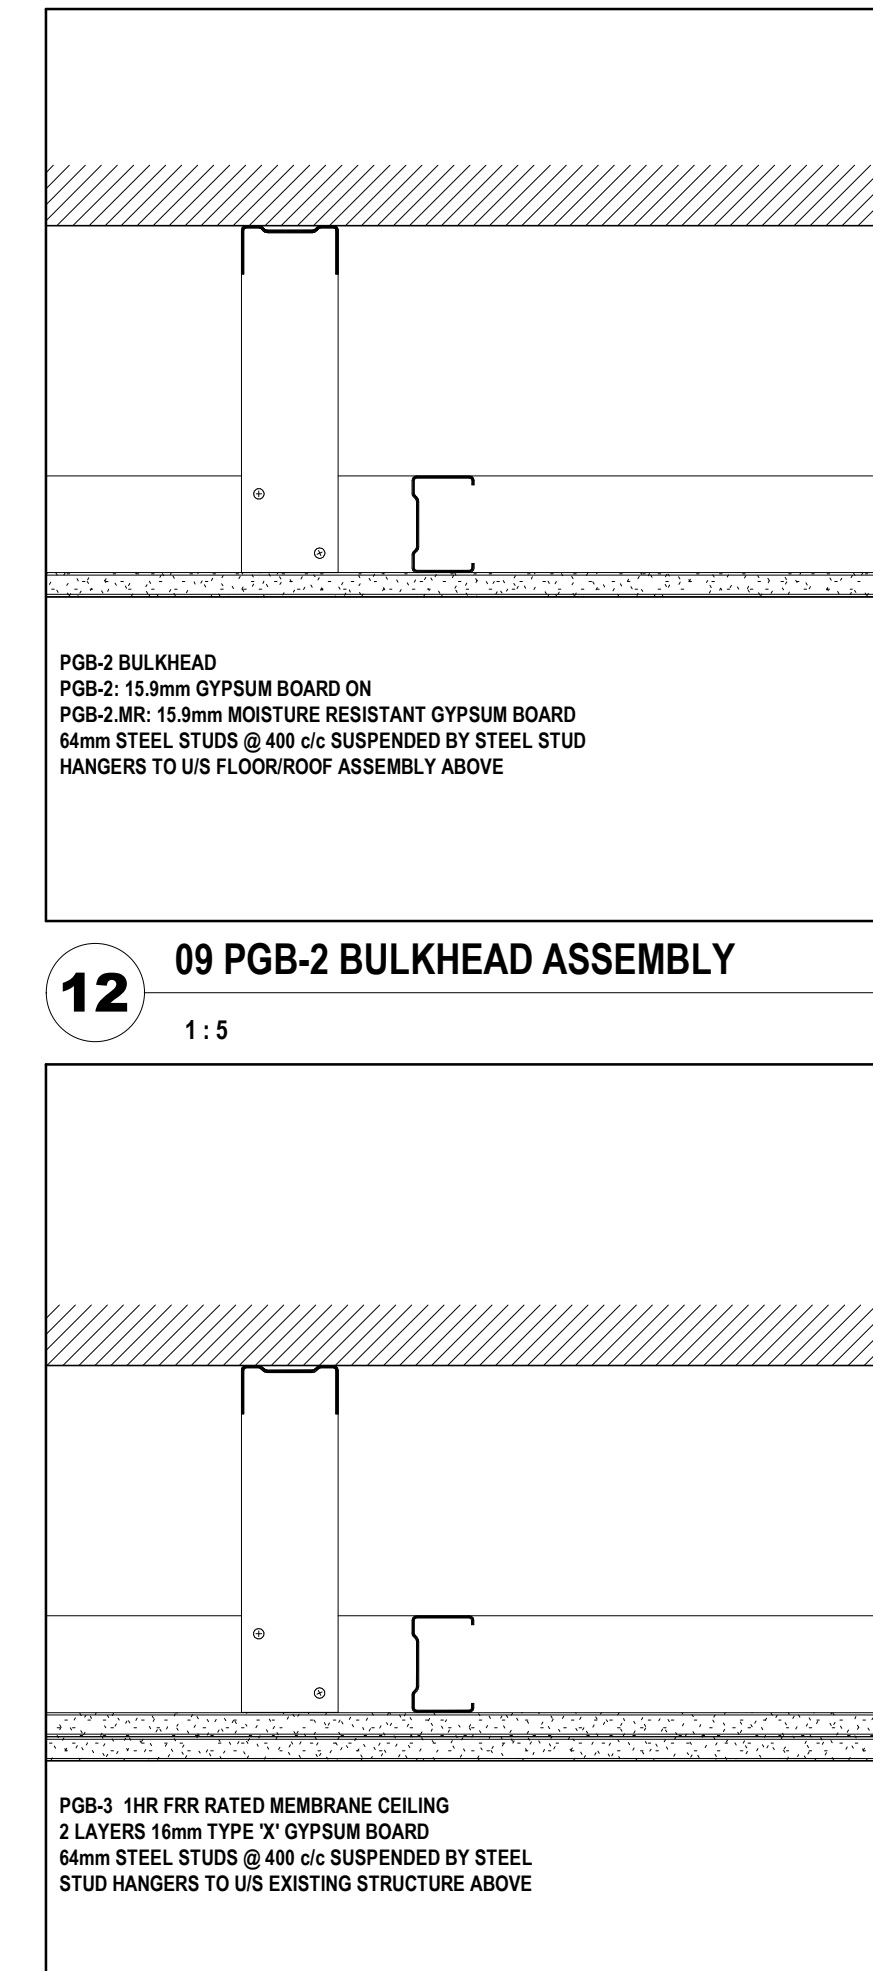 PGB-2 BULKHEAD
PGB-2: 15.9mm GYPSUM BOARD ON
PGB-2.MR: 15.9mm MOISTURE RESISTANT GYPSUM BOARD
64mm STEEL STUDS @ 400 c/c SUSPENDED BY STEEL STUD
HANGERS TO U/S FLOOR/ROOF ASSEMBLY ABOVE
12
09 PGB-2 BULKHEAD ASSEMBLY
1 : 5
PGB-3 1HR FRR RATED MEMBRANE CEILING
2 LAYERS 16mm TYPE 'X' GYPSUM BOARD
64mm STEEL STUDS @ 400 c/c SUSPENDED BY STEEL
STUD HANGERS TO U/S EXISTING STRUCTURE ABOVE